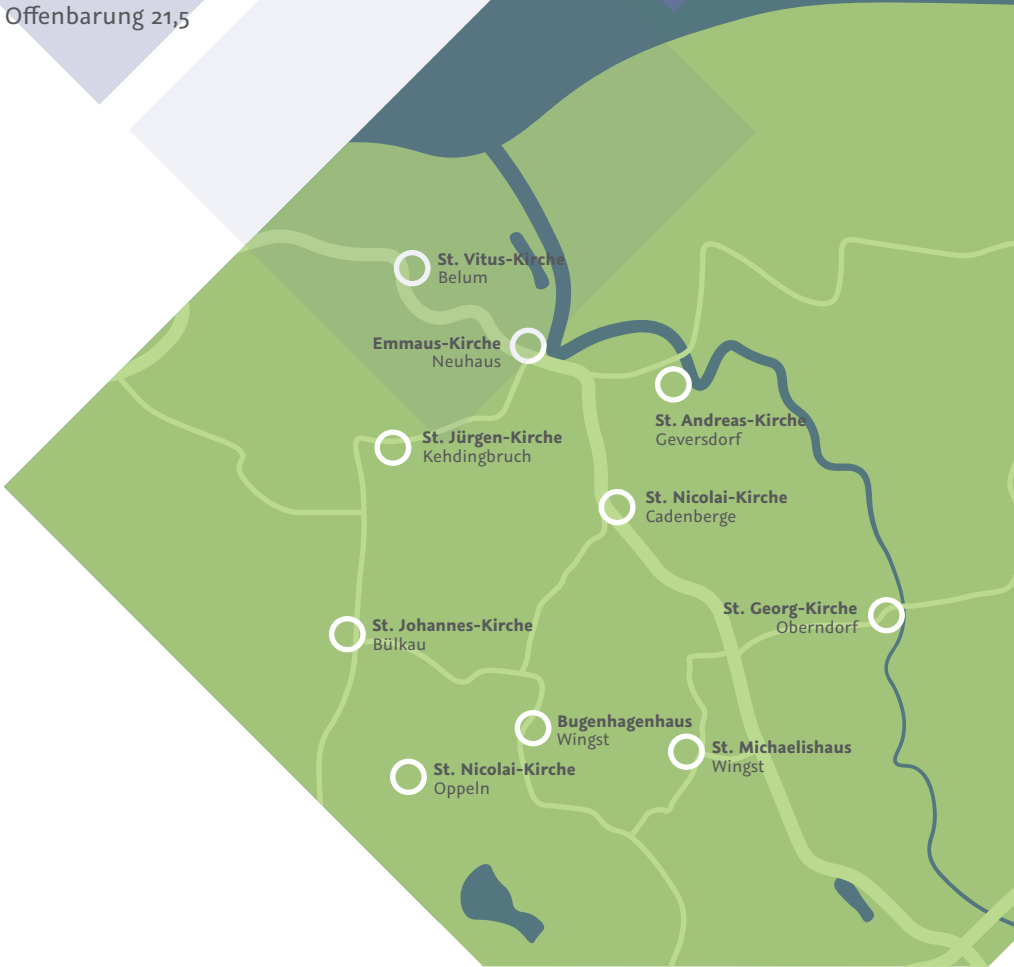 Offenbarung 21,5
St. Vitus-Kirche
Belum
Emmaus-Kirche
Neuhaus
St. Andreas-Kirche
Geversdorf
St. Jürgen-Kirche
Kehdingbruch
St. Nicolai-Kirche
Cadenberge
St. Georg-Kirche
Oberndorf
St. Johannes-Kirche
Bülkau
Bugenhagenhaus
Wingst
St. Michaelishaus
Wingst
St. Nicolai-Kirche
Oppeln